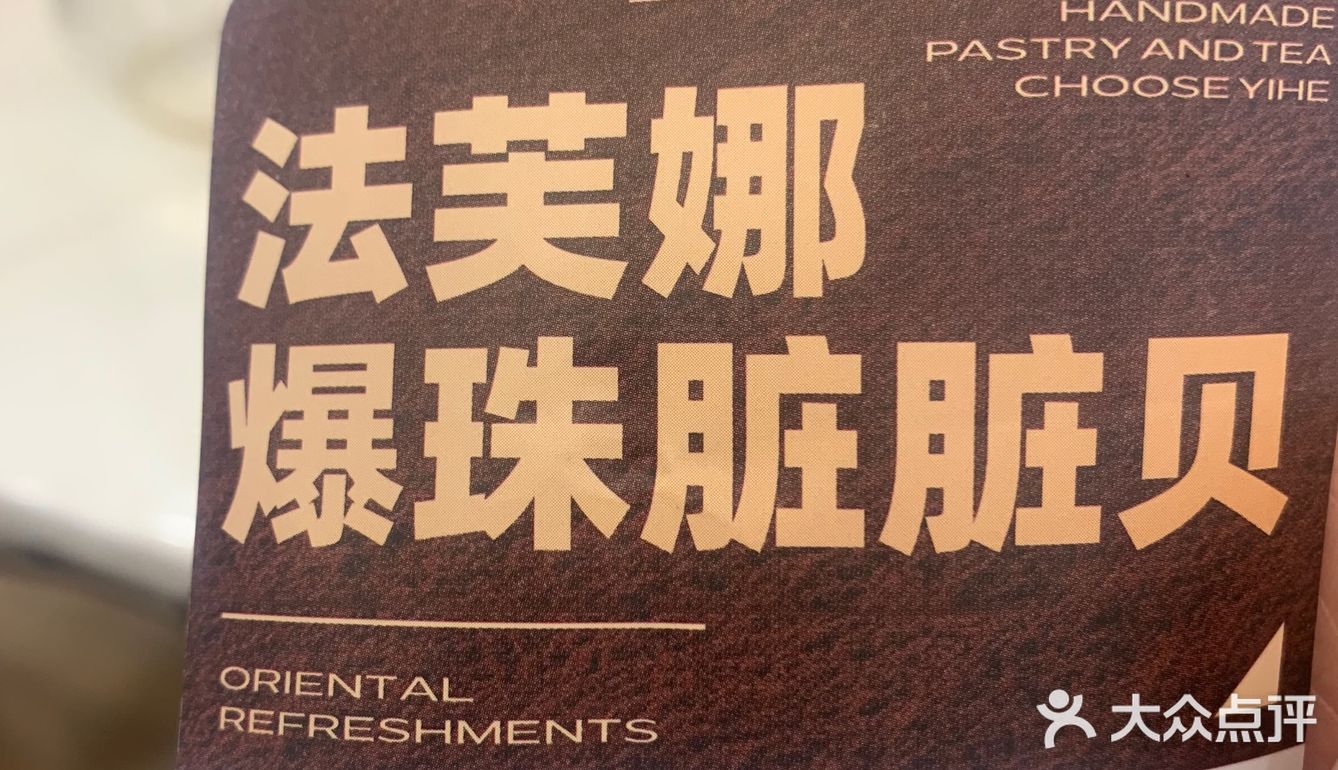 HANDMADE
PASTRY AND TEA
CHOOSE YIHE
法芙娜
爆珠脏脏贝
ORIENTAL
REFRESHMENTS
大众点评